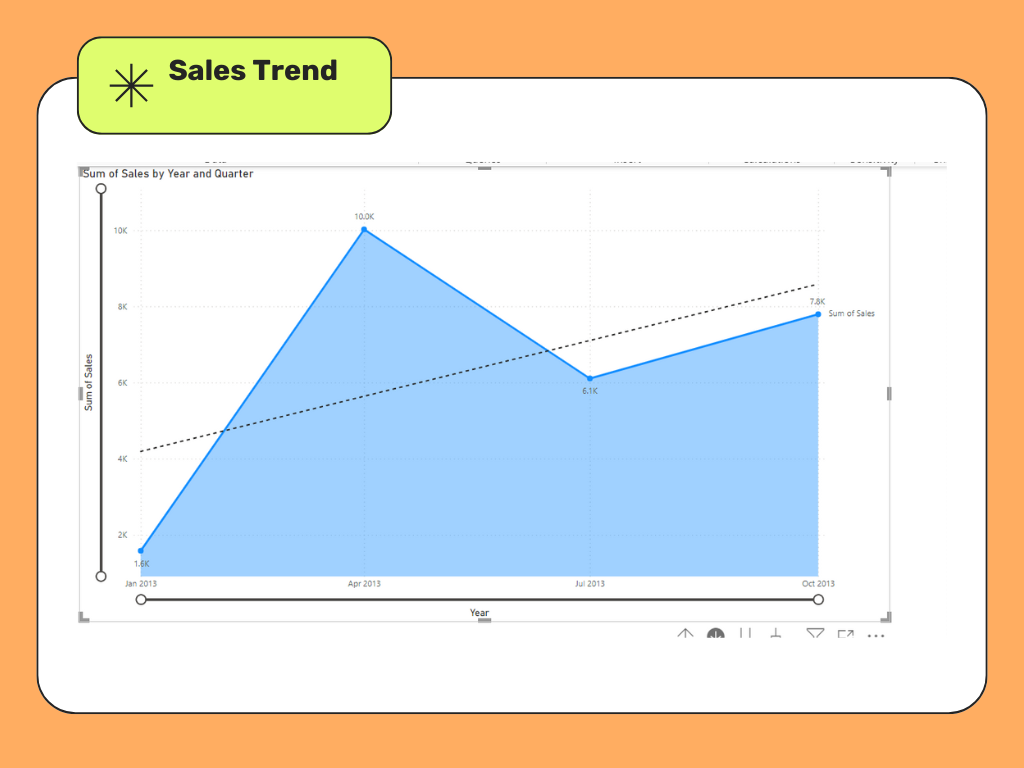 Sales Trend
Sum of Sales by Year and Quarter
10.0K
10K
8K
7.8K
Sum of Sales
6K
6.1K
Sum of Sales
4K
2K
1.6K
Jan 2013
Apr 2013
Jul 2013
Oct 2013
Year